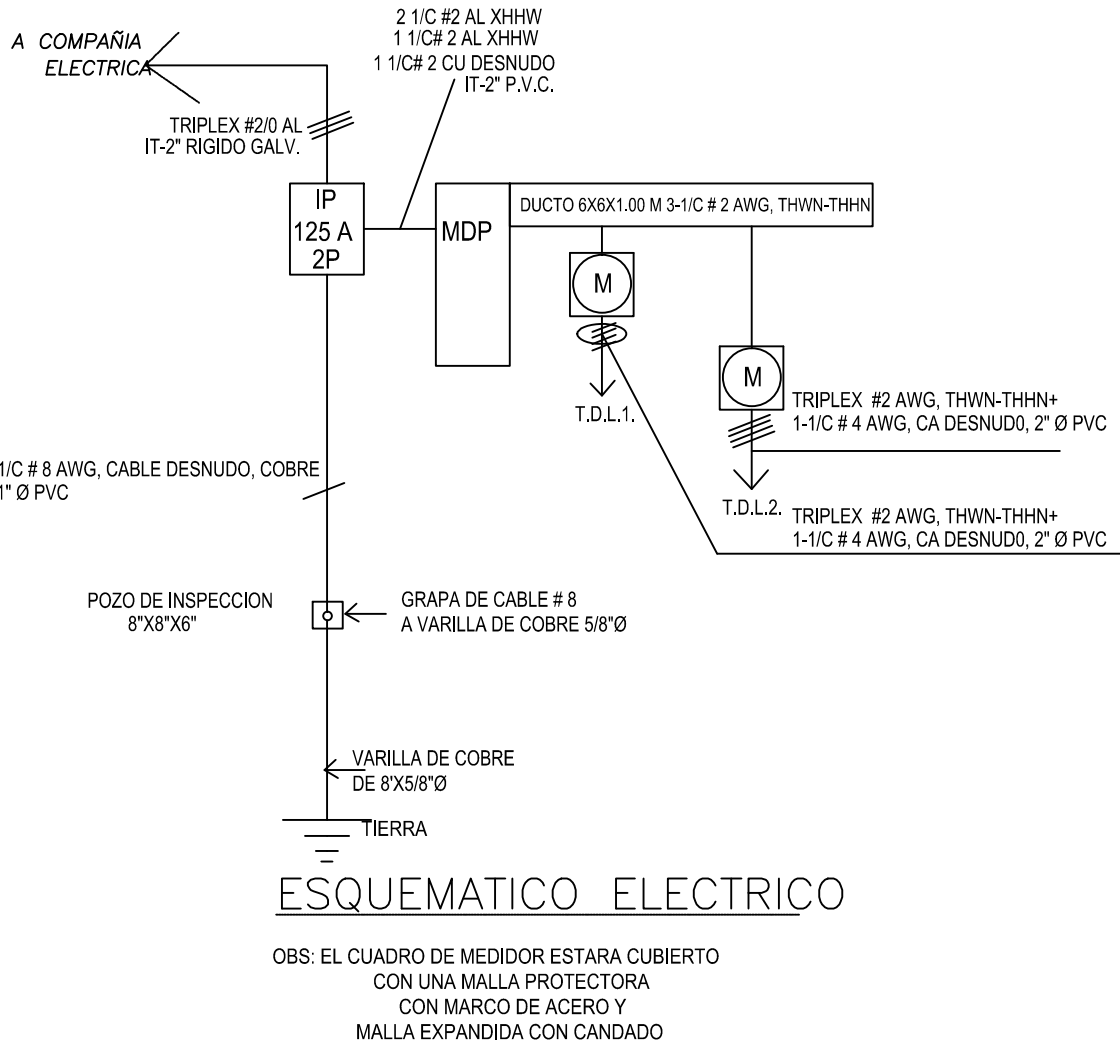 2 1/C #2 AL XHHW
1 1/C# 2 AL XHHW
1 1/C# 2 CU DESNUDO
IT-2" P.V.C.
A COMPAÑIA
ELECTRICA
TRIPLEX #2/0 AL
IT-2" RIGIDO GALV.
IP
125 A
2P
MDP
DUCTO 6X6X1.00 M 3-1/C # 2 AWG, THWN-THHN
M
T.D.L.1.
M
TRIPLEX #2 AWG, THWN-THHN+
1-1/C # 4 AWG, CA DESNUD0, 2" Ø PVC
T.D.L.2.
TRIPLEX #2 AWG, THWN-THHN+
1-1/C # 4 AWG, CA DESNUD0, 2" Ø PVC
1/C # 8 AWG, CABLE DESNUDO, COBRE
1" Ø PVC
POZO DE INSPECCION
8"X8"X6"
GRAPA DE CABLE # 8
A VARILLA DE COBRE 5/8"Ø
VARILLA DE COBRE
DE 8'X5/8"Ø
TIERRA
ESQUEMATICO ELECTRICO
OBS: EL CUADRO DE MEDIDOR ESTARA CUBIERTO
CON UNA MALLA PROTECTORA
CON MARCO DE ACERO Y
MALLA EXPANDIDA CON CANDADO